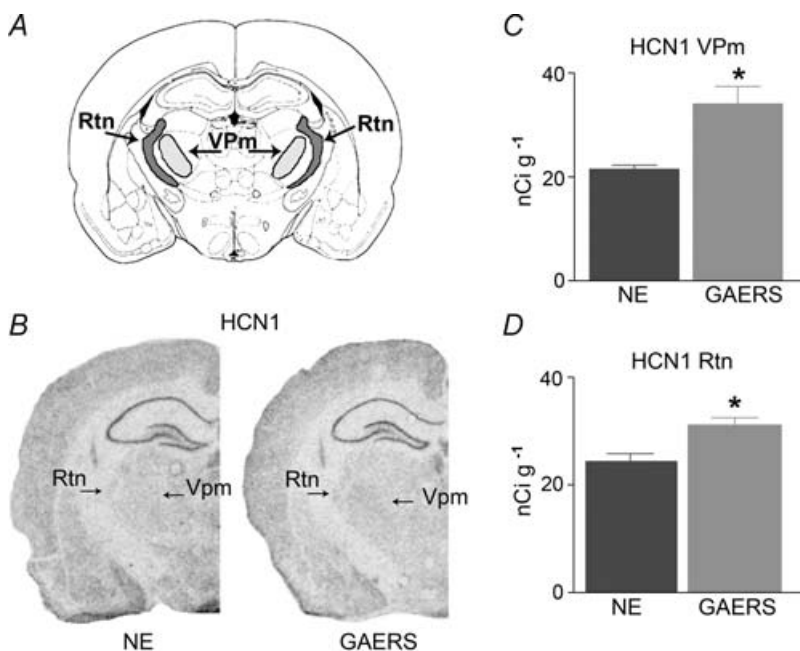 A
Rtn
VPm
Rtn
B
HCN1
Rtn
Vpm
Rtn
Vpm
NE
GAERS
C
HCN1 VPm
40
*
nCi g -1
20
0
NE
GAERS
D
HCN1 Rtn
40
*
nCi g -1
20
0
NE
GAERS